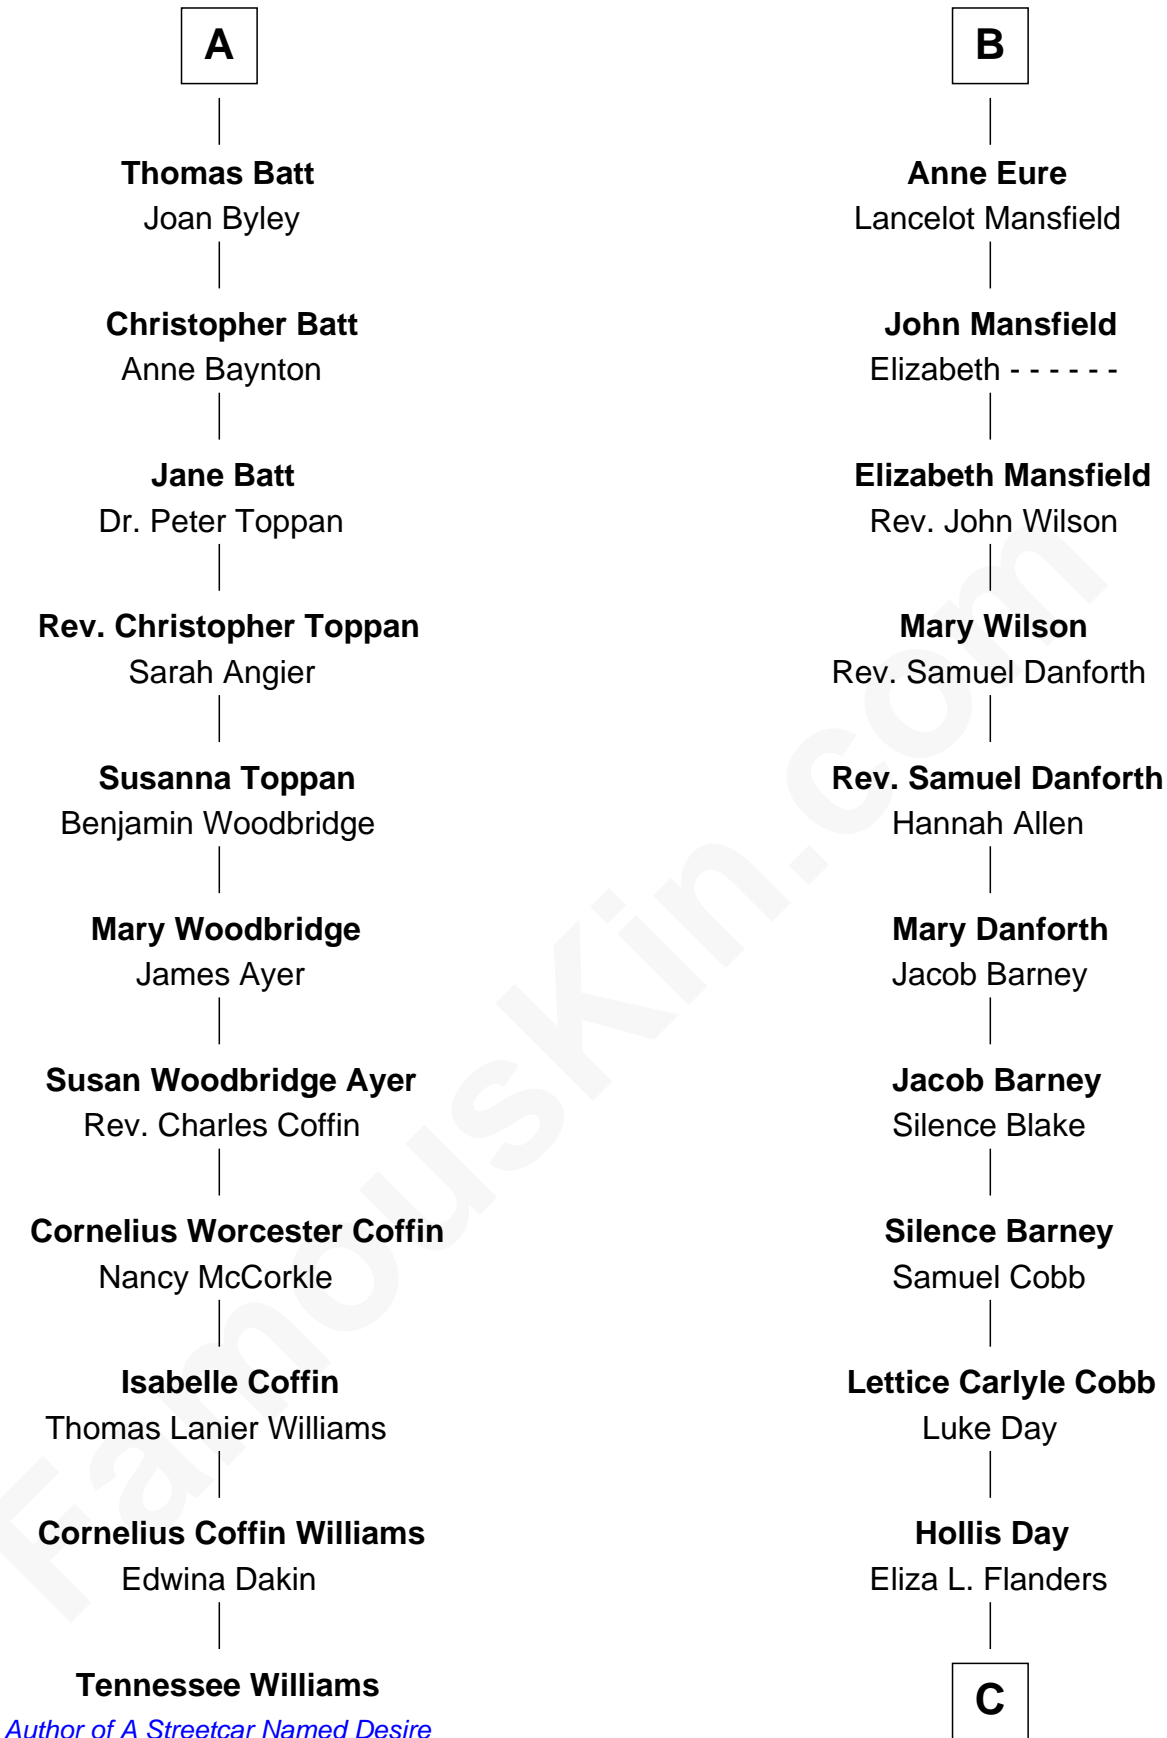 A
Thomas Batt
Joan Byley
Christopher Batt
Anne Baynton
Jane Batt
Dr. Peter Toppan
Rev. Christopher Toppan
Sarah Angier
Susanna Toppan
Benjamin Woodbridge
Mary Woodbridge
James Ayer
Susan Woodbridge Ayer
Rev. Charles Coffin
Cornelius Worcester Coffin
Nancy McCorkle
Isabelle Coffin
Thomas Lanier Williams
Cornelius Coffin Williams
Edwina Dakin
Tennessee Williams
Author of A Streetcar Named Desire
B
Anne Eure
Lancelot Mansfield
John Mansfield
Elizabeth - - - - - -
Elizabeth Mansfield
Rev. John Wilson
Mary Wilson
Rev. Samuel Danforth
Rev. Samuel Danforth
Hannah Allen
Mary Danforth
Jacob Barney
Jacob Barney
Silence Blake
Silence Barney
Samuel Cobb
Lettice Carlyle Cobb
Luke Day
Hollis Day
Eliza L. Flanders
C
FamousKin.com